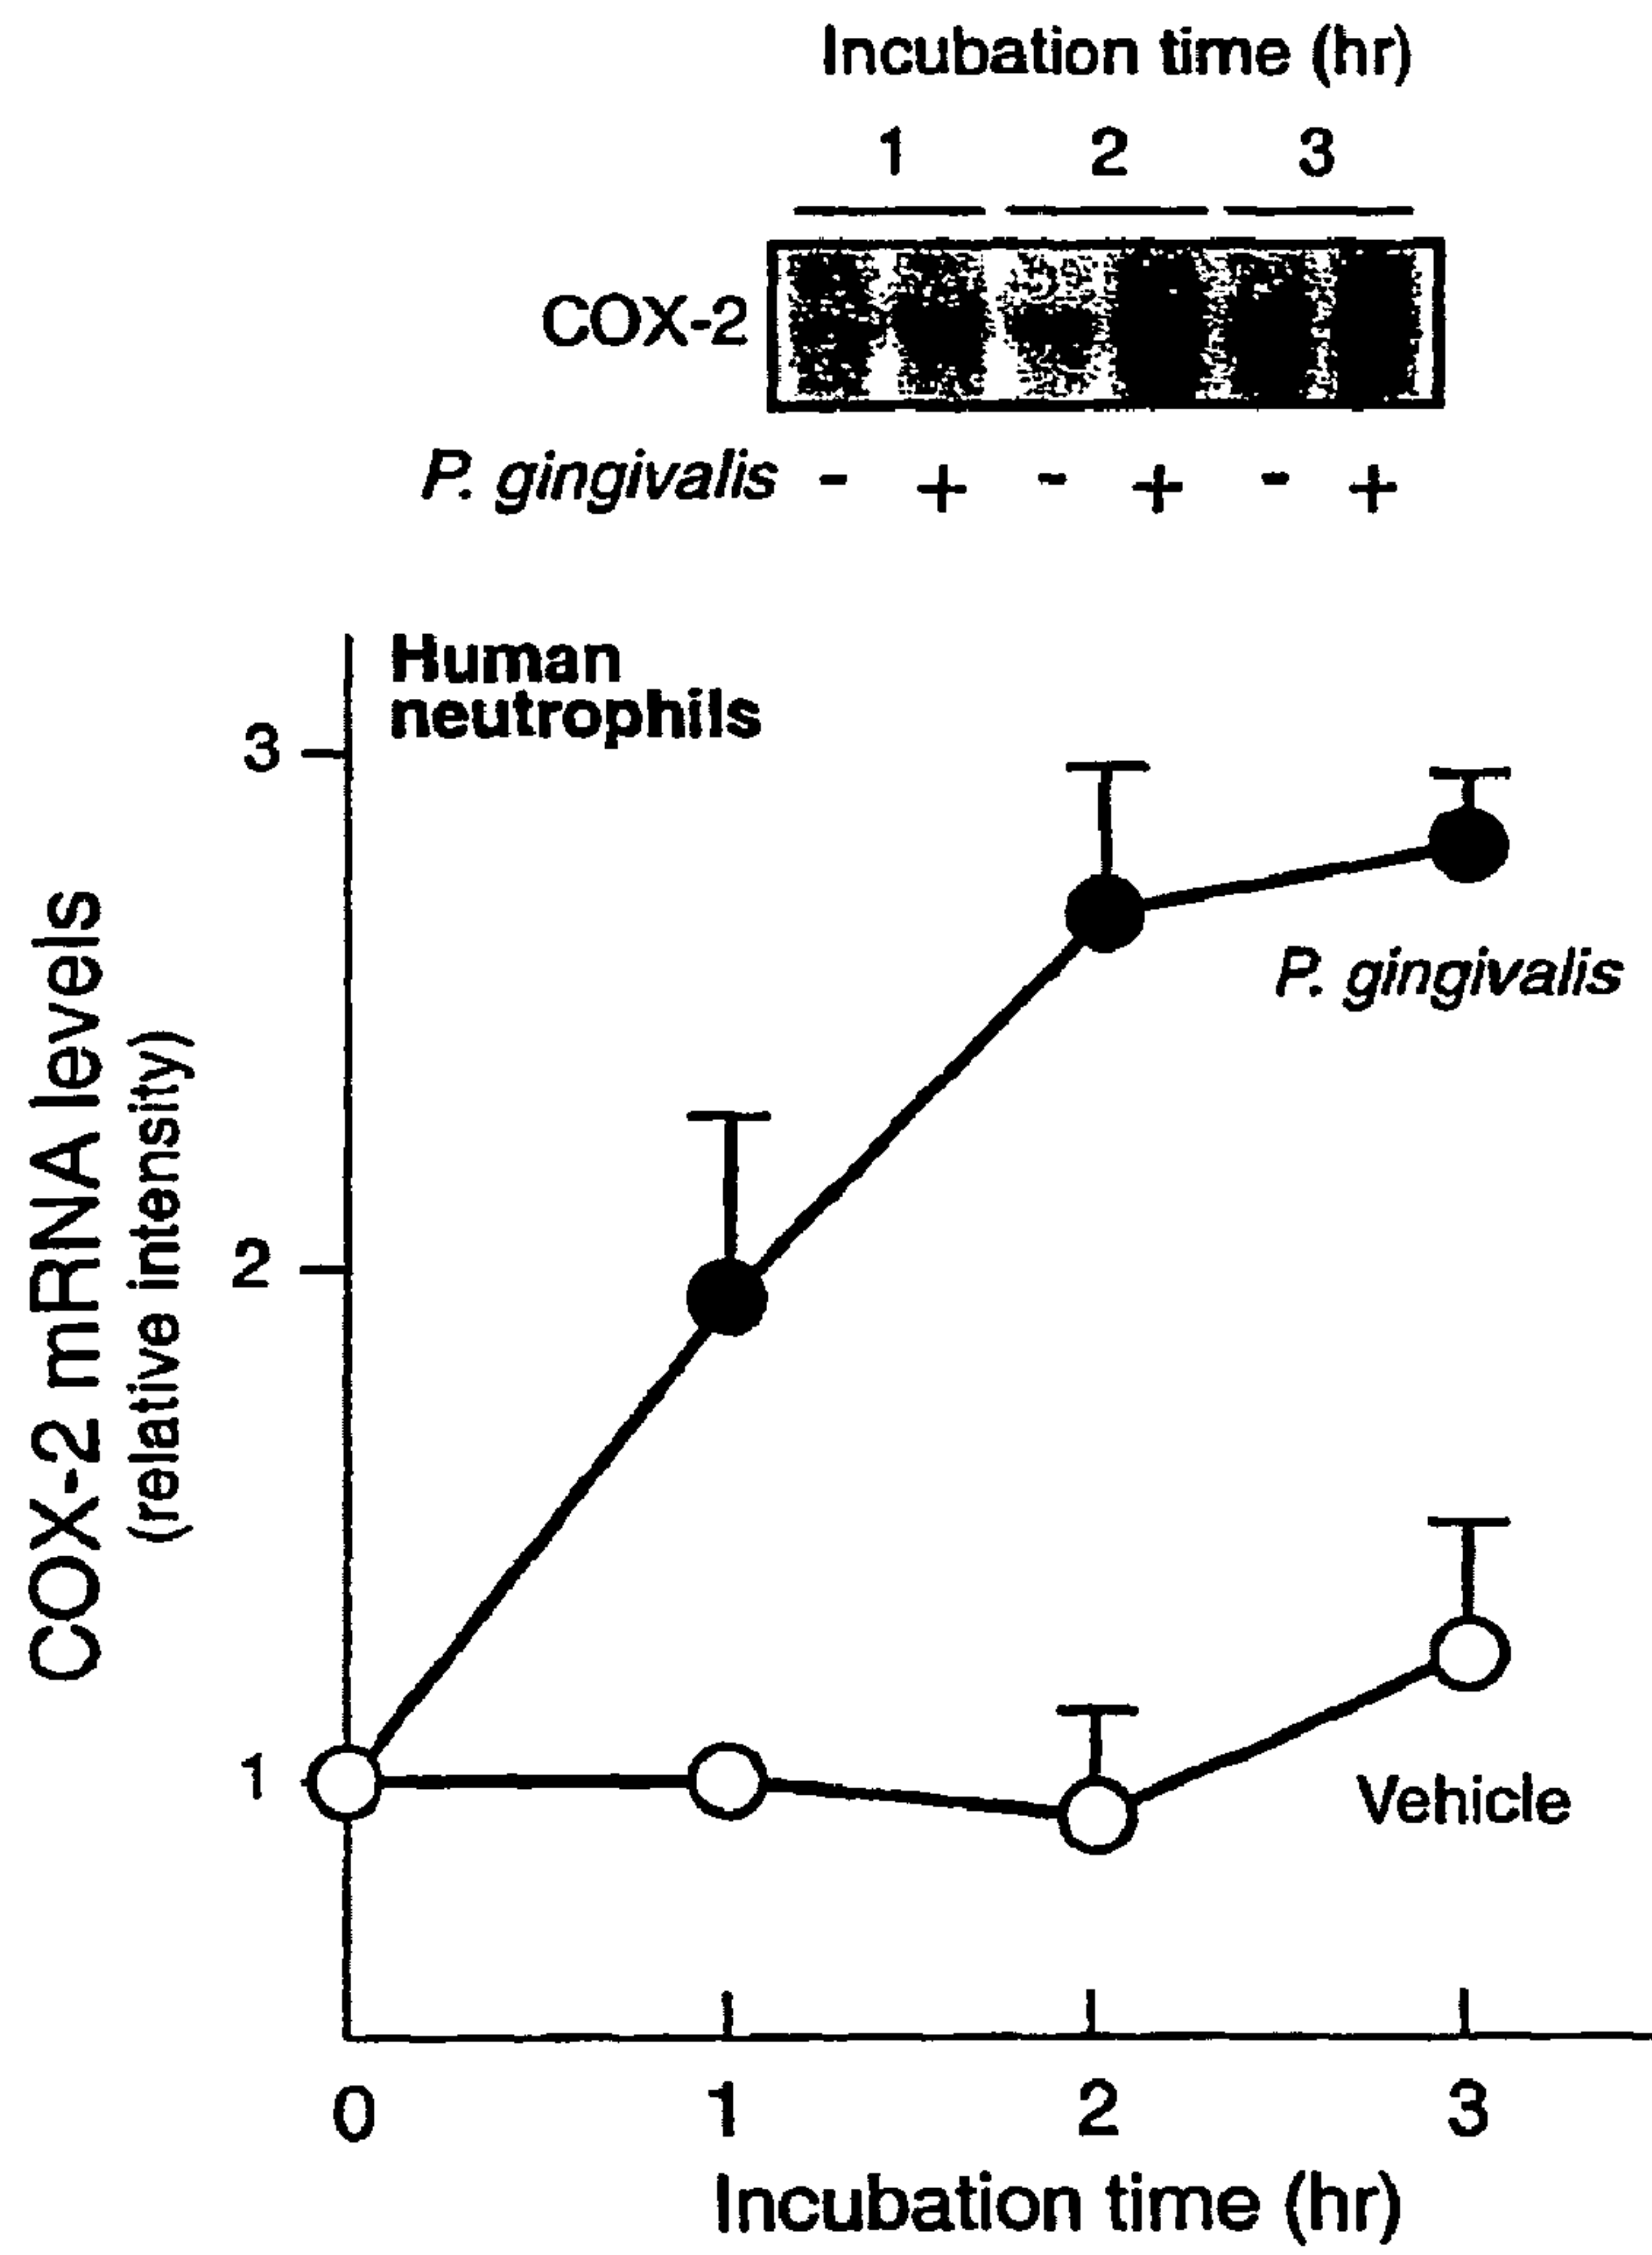 Incubation time (hr)
1 2 3
COX-2
P. gingivalis - + - + - +
Human
neutrophils
3
2
1
COX-2 mRNA levels
(relative intensity)
P. gingivalis
Vehicle
0 1 2 3
Incubation time (hr)